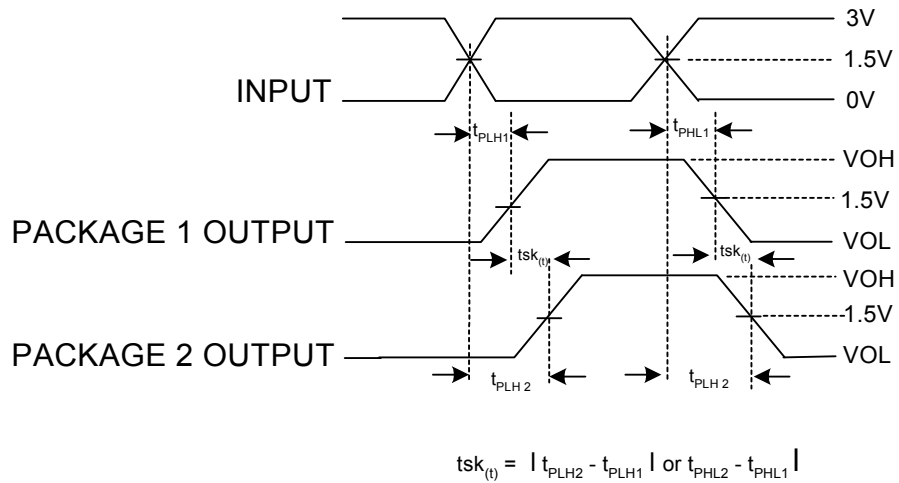 3V
1.5V
INPUT
0V
tPLH1
tPHL1
VOH
1.5V
PACKAGE 1 OUTPUT
VOL
tsk(t)
tsk(t)
VOH
1.5V
PACKAGE 2 OUTPUT
VOL
tPLH 2
tPLH 2
tsk(t) = | tPLH2 - tPLH1 | or tPHL2 - tPHL1 |